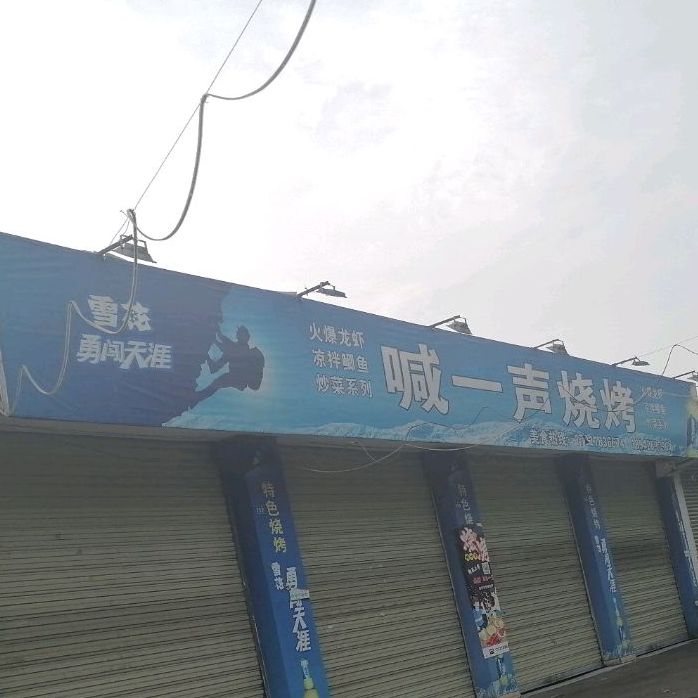 雪花
勇闯天涯
火爆龙虾
凉拌鲫鱼
炒菜系列
喊一声烧烤
特色烧烤
雪花
勇闯天涯
特色烧
特色烧烤
雪花
勇闯天涯